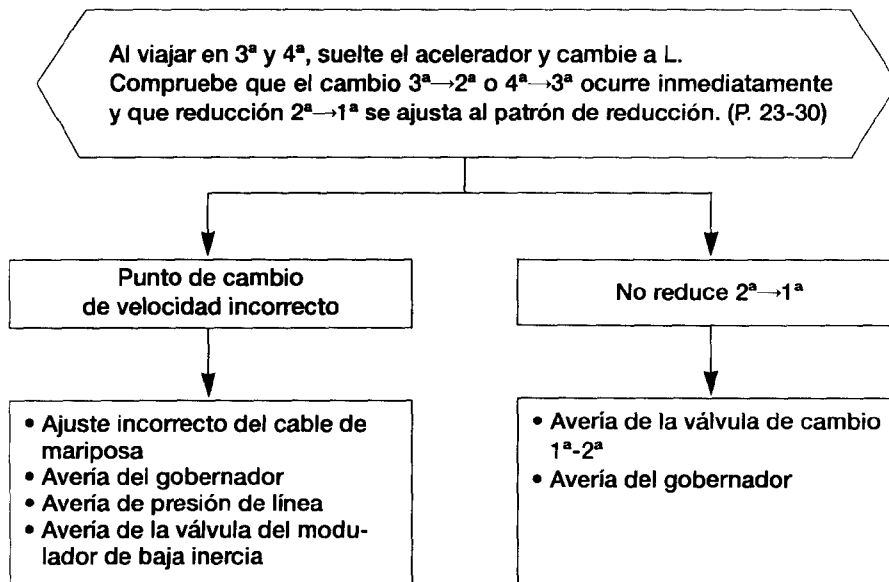 Al viajar en 3ª y 4ª, suelte el acelerador y cambie a L.
Compruebe que el cambio 3ª→2ª o 4ª→3ª ocurre inmediatamente
y que reducción 2ª→1ª se ajusta al patrón de reducción. (P. 23-30)
Punto de cambio
de velocidad incorrecto
No reduce 2ª→1ª
• Ajuste incorrecto del cable de
mariposa
• Avería del gobernador
• Avería de presión de línea
• Avería de la válvula del modu-
lador de baja inercia
• Avería de la válvula de cambio
1ª-2ª
• Avería del gobernador